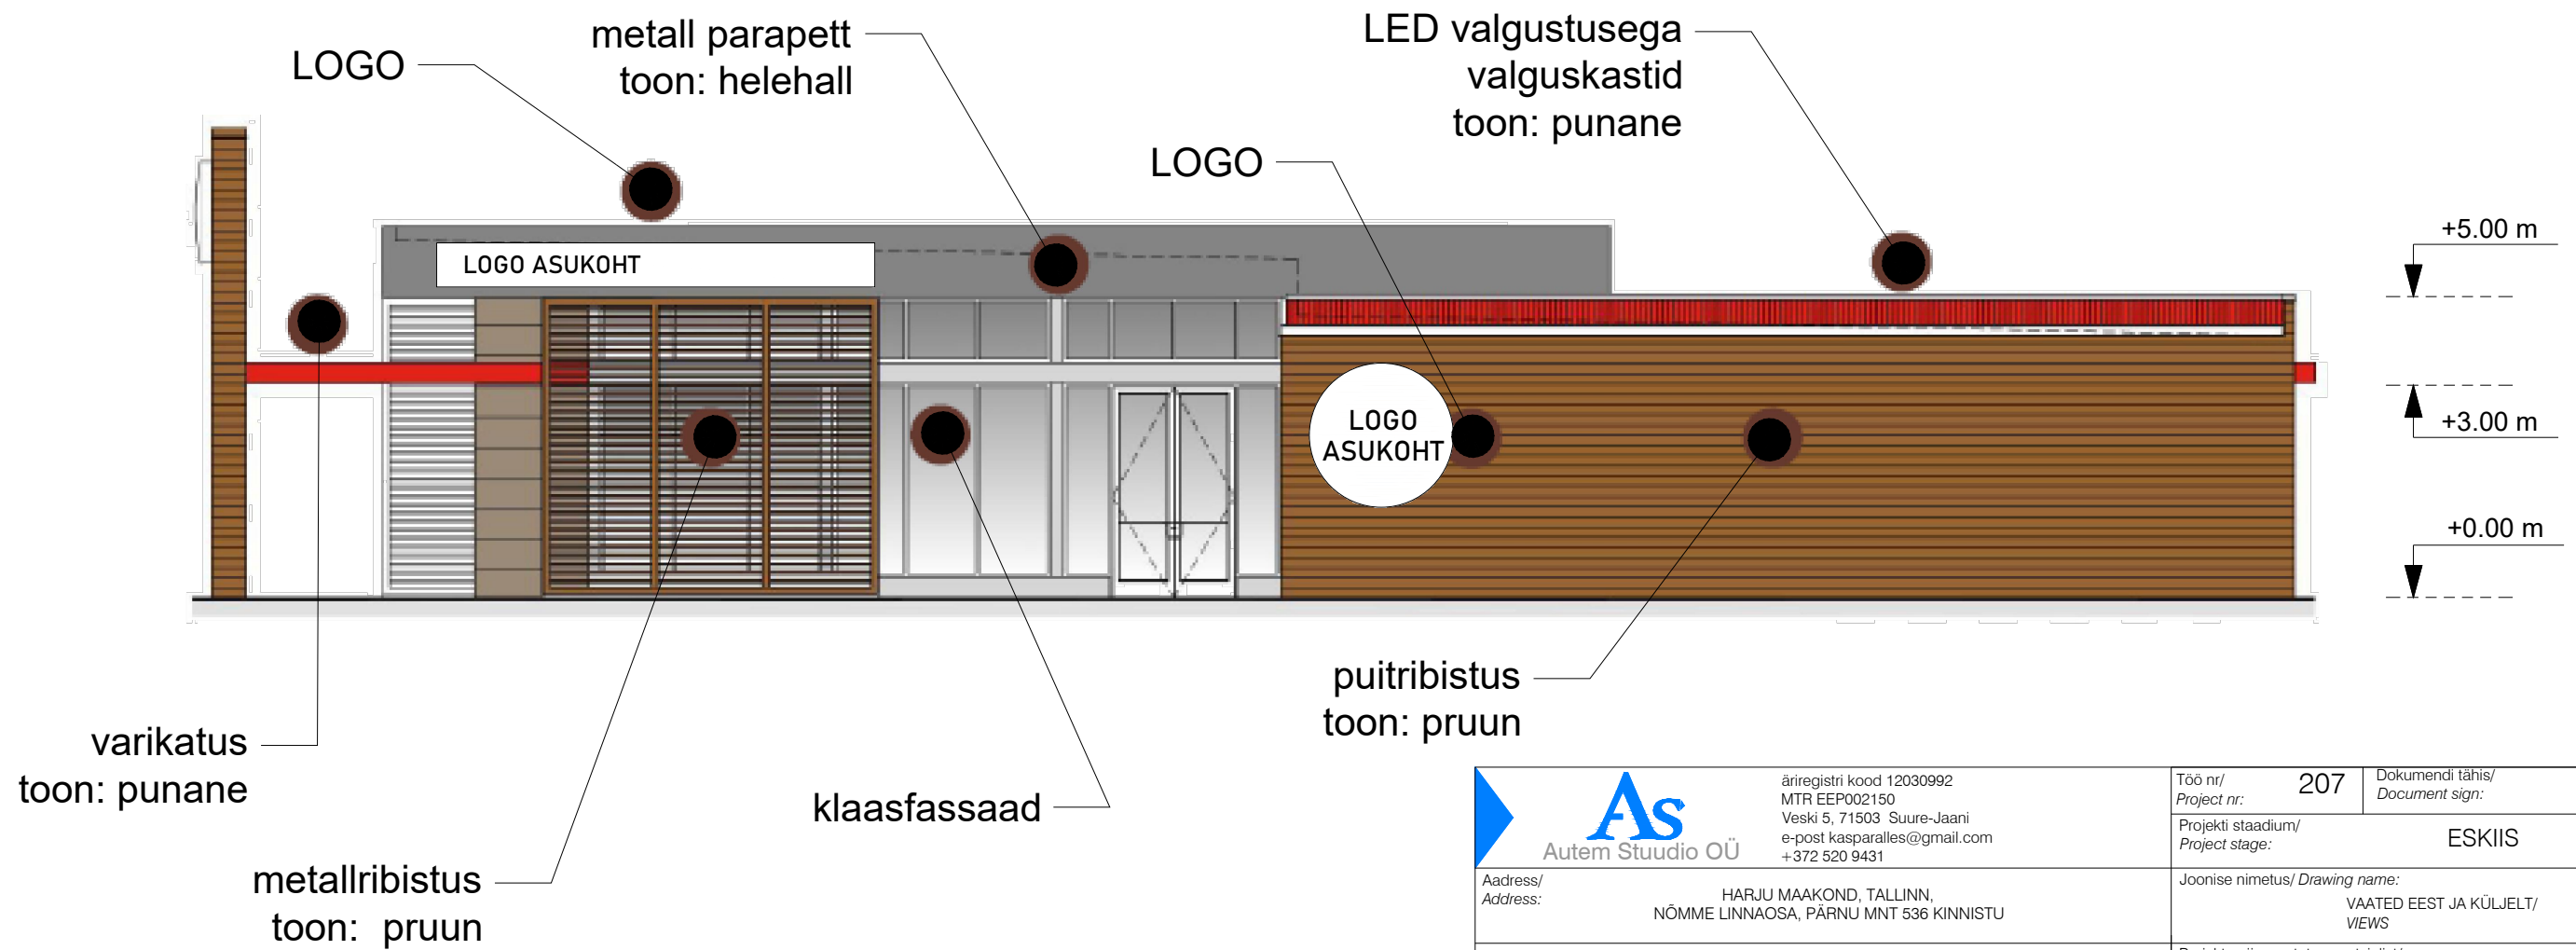 LOGO
metall parapett
toon: helehall
LED valgustusega
valguskastid
toon: punane
LOGO
+5.00 m
LOGO ASUKOHT
+3.00 m
LOGO
ASUKOHT
+0.00 m
puitribistus
toon: pruun
varikatus
toon: punane
klaasfassaad
metallribistus
toon: pruun
As
Autem Stuudio OÜ
äriregistri kood 12030992
MTR EEP002150
Veski 5, 71503 Suure-Jaani
e-post kasparalles@gmail.com
+372 520 9431
Töö nr/
Project nr:
207
Dokumendi tähis/
Document sign:
Projekti staadium/
Project stage:
ESKIIS
Aadress/
Address:
HARJU MAAKOND, TALLINN,
NÕMME LINNAOSA, PÄRNU MNT 536 KINNISTU
Joonise nimetus/ Drawing name:
VAATED EEST JA KÜLJELT/
VIEWS